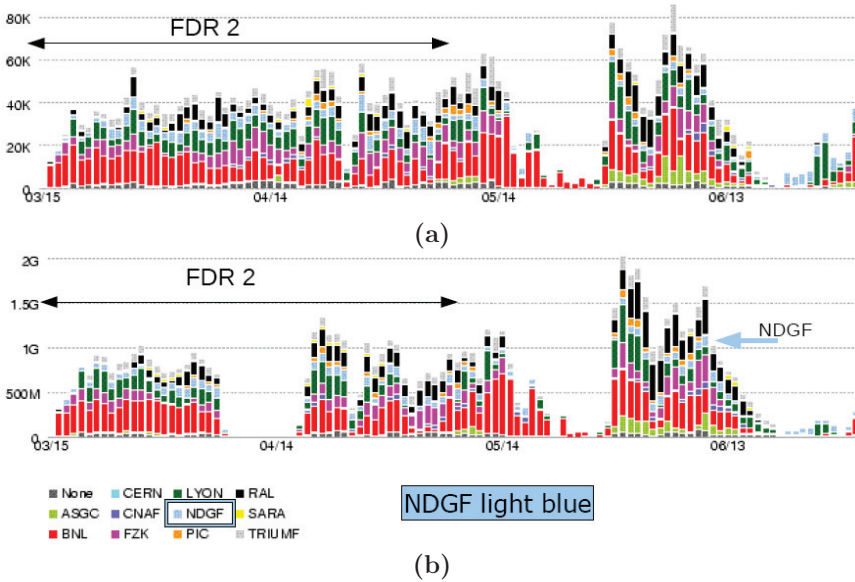 80K
FDR 2
60K
40K
20K
0
03/15 04/14 05/14 06/13
(a)
2G
FDR 2
1.5G
NDGF
1G
500M
0
03/15 04/14 05/14 06/13
None CERN LYON RAL
ASGC CNAF NDGF SARA
BNL FZK PIC TRIUMF
NDGF light blue
(b)